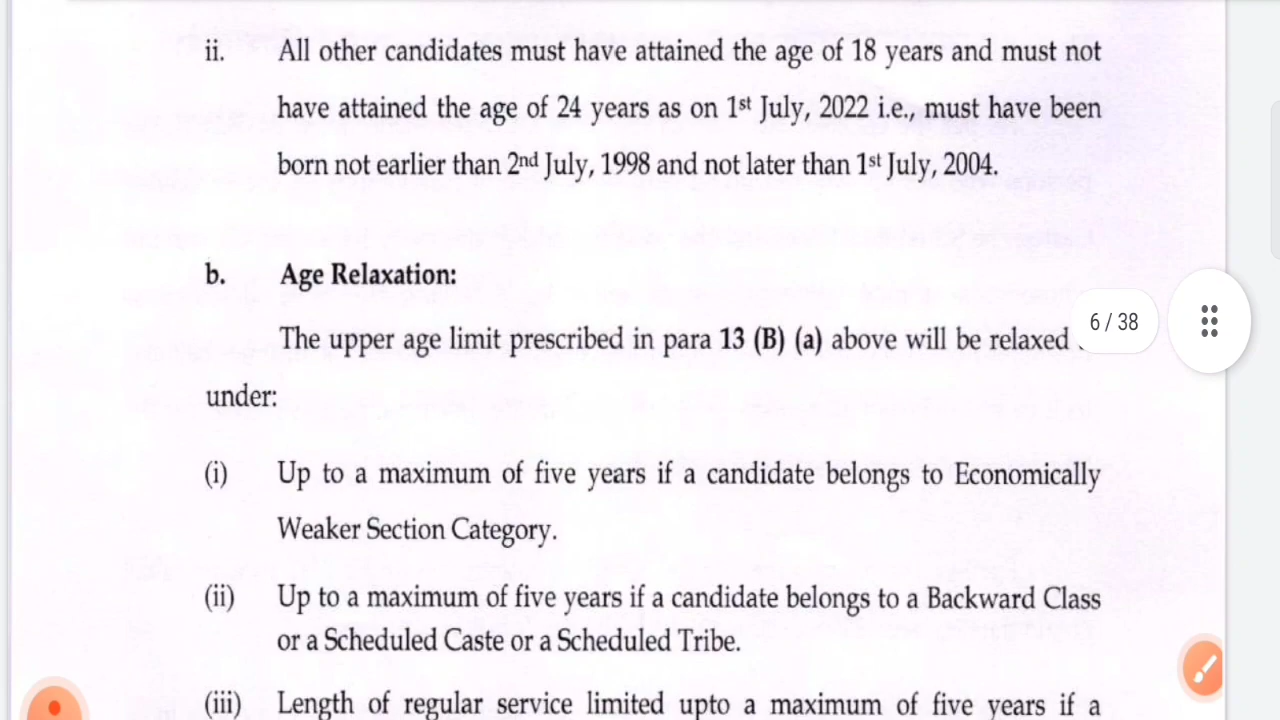 ii. All other candidates must have attained the age of 18 years and must not
have attained the age of 24 years as on 1st July, 2022 i.e., must have been
born not earlier than 2nd July, 1998 and not later than 1st July, 2004.
b. Age Relaxation:
The upper age limit prescribed in para 13 (B) (a) above will be relaxed
6 / 38
under:
(i) Up to a maximum of five years if a candidate belongs to Economically
Weaker Section Category.
(ii) Up to a maximum of five years if a candidate belongs to a Backward Class
or a Scheduled Caste or a Scheduled Tribe.
(iii) Length of regular service limited upto a maximum of five years if a